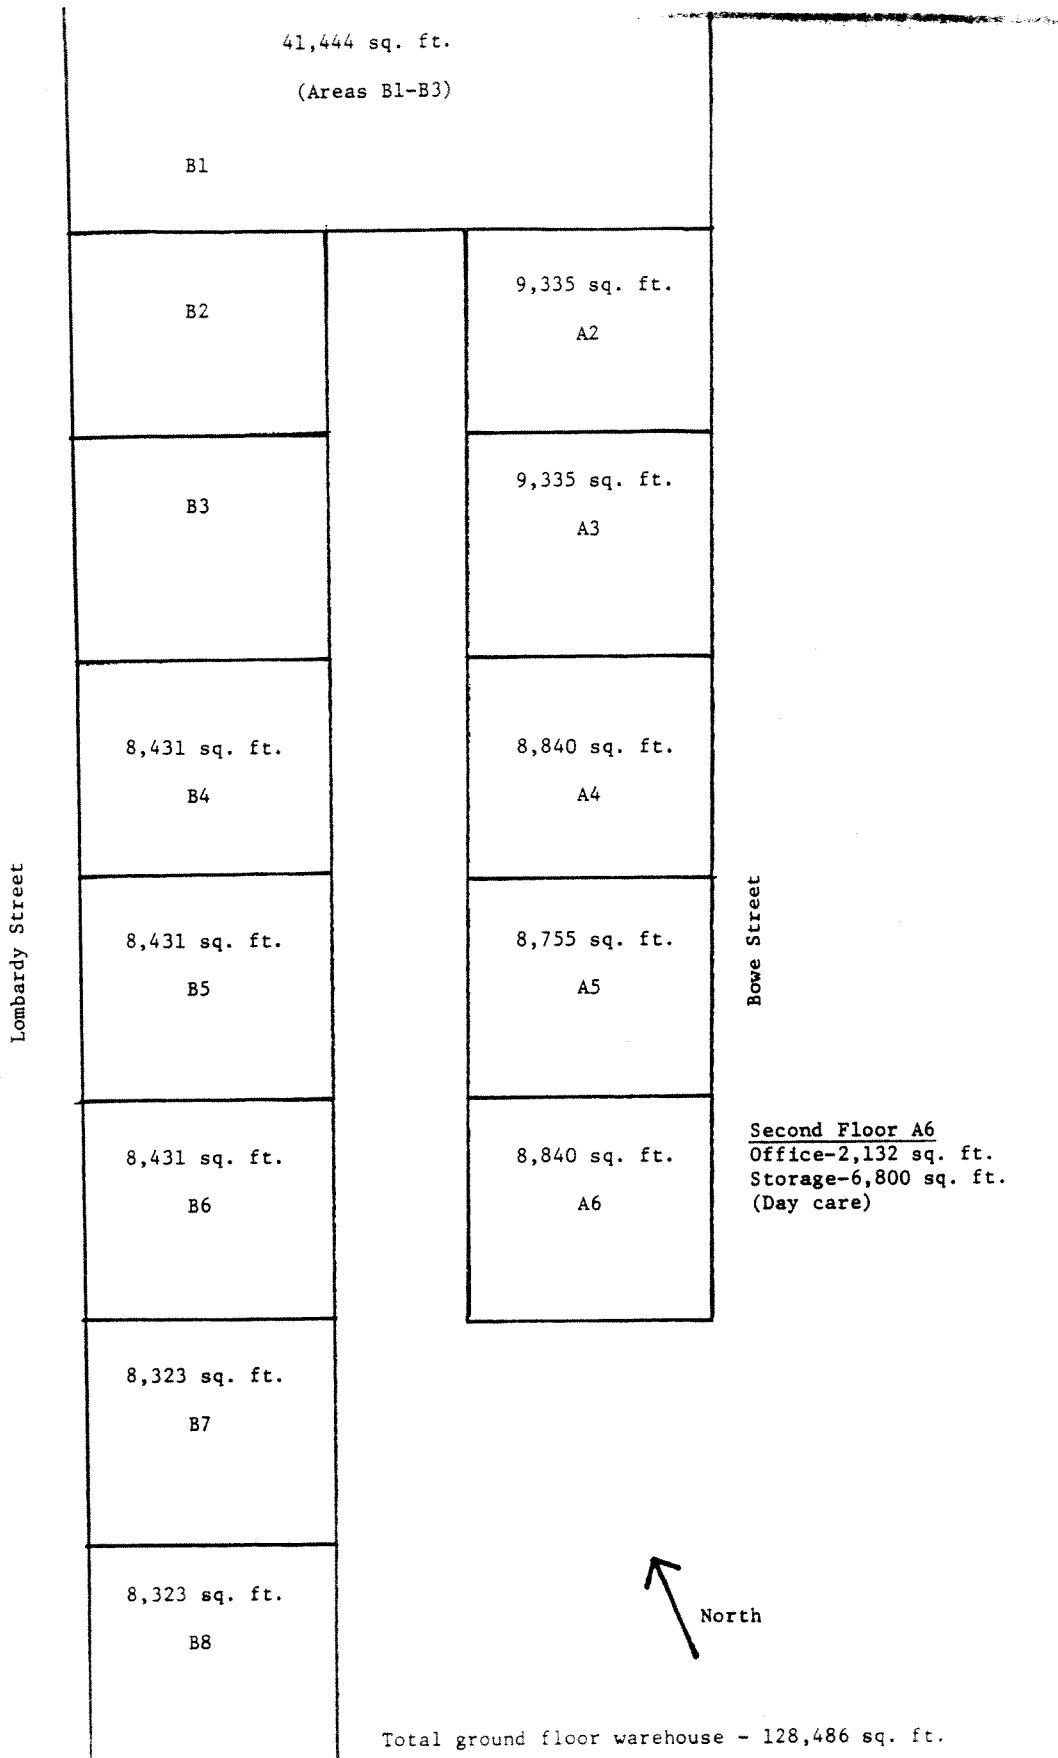 41,444 sq. ft.
(Areas B1-B3)
B1
B2
9,335 sq. ft.
A2
B3
9,335 sq. ft.
A3
8,431 sq. ft.
B4
8,840 sq. ft.
A4
Lombardy Street
8,431 sq. ft.
B5
8,755 sq. ft.
A5
Bowe Street
8,431 sq. ft.
B6
8,840 sq. ft.
A6
Second Floor A6
Office-2,132 sq. ft.
Storage-6,800 sq. ft.
(Day care)
8,323 sq. ft.
B7
8,323 sq. ft.
B8
North
Total ground floor warehouse - 128,486 sq. ft.